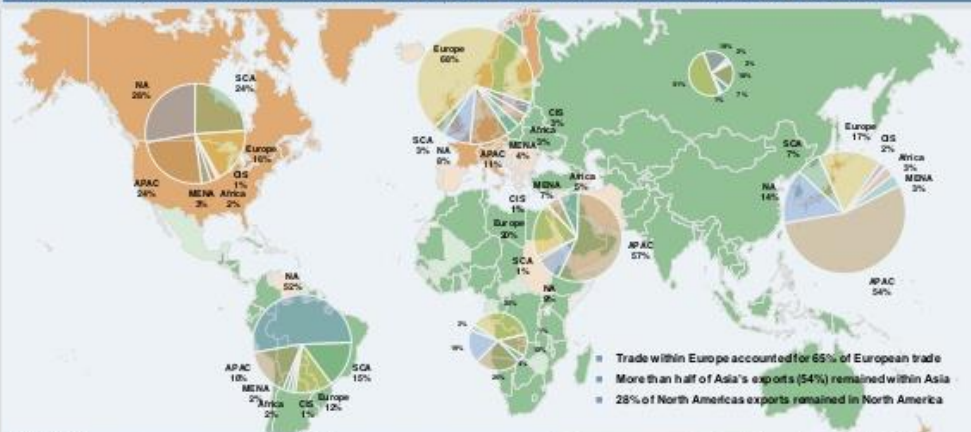 NA
28%
SCA
24%
Europe
16%
CIS
1%
Africa
2%
MENA
3%
APAC
24%
Europe
68%
CIS
3%
Africa
MENA
4%
APAC
11%
NA
8%
SCA
3%
SCA
7%
Europe
17%
CIS
2%
Africa
3%
MENA
3%
NA
14%
APAC
54%
MENA
7%
Africa
5%
CIS
1%
Europe
SCA
1%
NA
APAC
57%
NA
52%
SCA
15%
Europe
12%
CIS
1%
Africa
2%
MENA
2%
APAC
Trade within Europe accounted for 65% of European trade
More than half of Asia's exports (54%) remained within Asia
28% of North Americas exports remained in North America